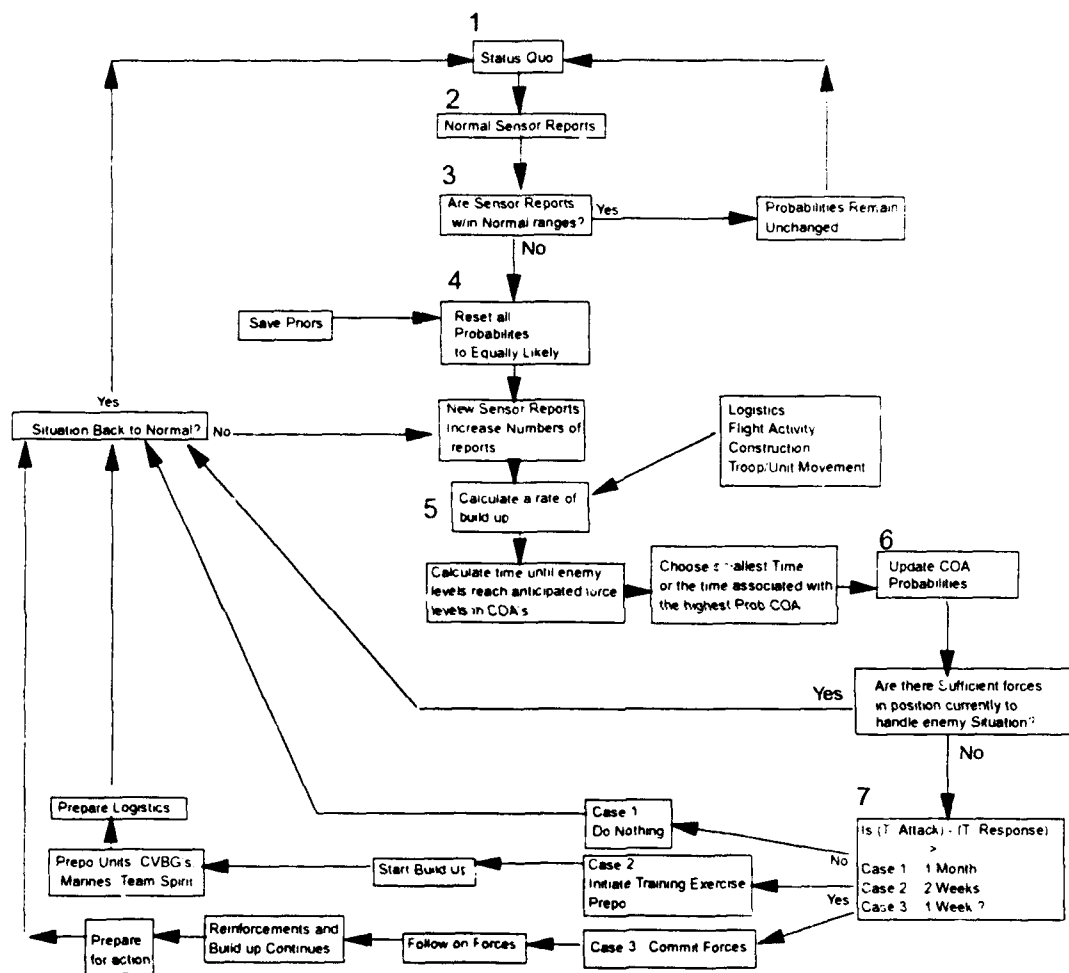 1
Status Quo
2
Normal Sensor Reports
3
Are Sensor Reports
w/in Normal ranges?
Yes
Probabilities Remain
Unchanged
No
4
Save Priors
Reset all
Probabilites
to Equally Likely
Yes
Situation Back to Normal?
No
New Sensor Reports
Increase Numbers of
reports
Logistics
Flight Activity
Construction
Troop/Unit Movement
5
Calculate a rate of
build up
6
Calculate time until enemy
levels reach anticipated force
levels in COA's
Choose smallest Time
or the time associated with
the highest Prob COA
Update COA
Probabilities
Yes
Are there Sufficient forces
in position currently to
handle enemy Situation?
No
7
Is (T Attack) - (T Response)
>
Case 1 1 Month
Case 2 2 Weeks
Case 3 1 Week ?
No
Yes
Case 1
Do Nothing
Case 2
Initiate Training Exercise
Prepo
Start Build Up
Prepo Units CVBG's
Marines Team Spirit
Prepare Logistics
Case 3 Commit Forces
Follow on Forces
Reinforcements and
Build up Continues
Prepare
for action